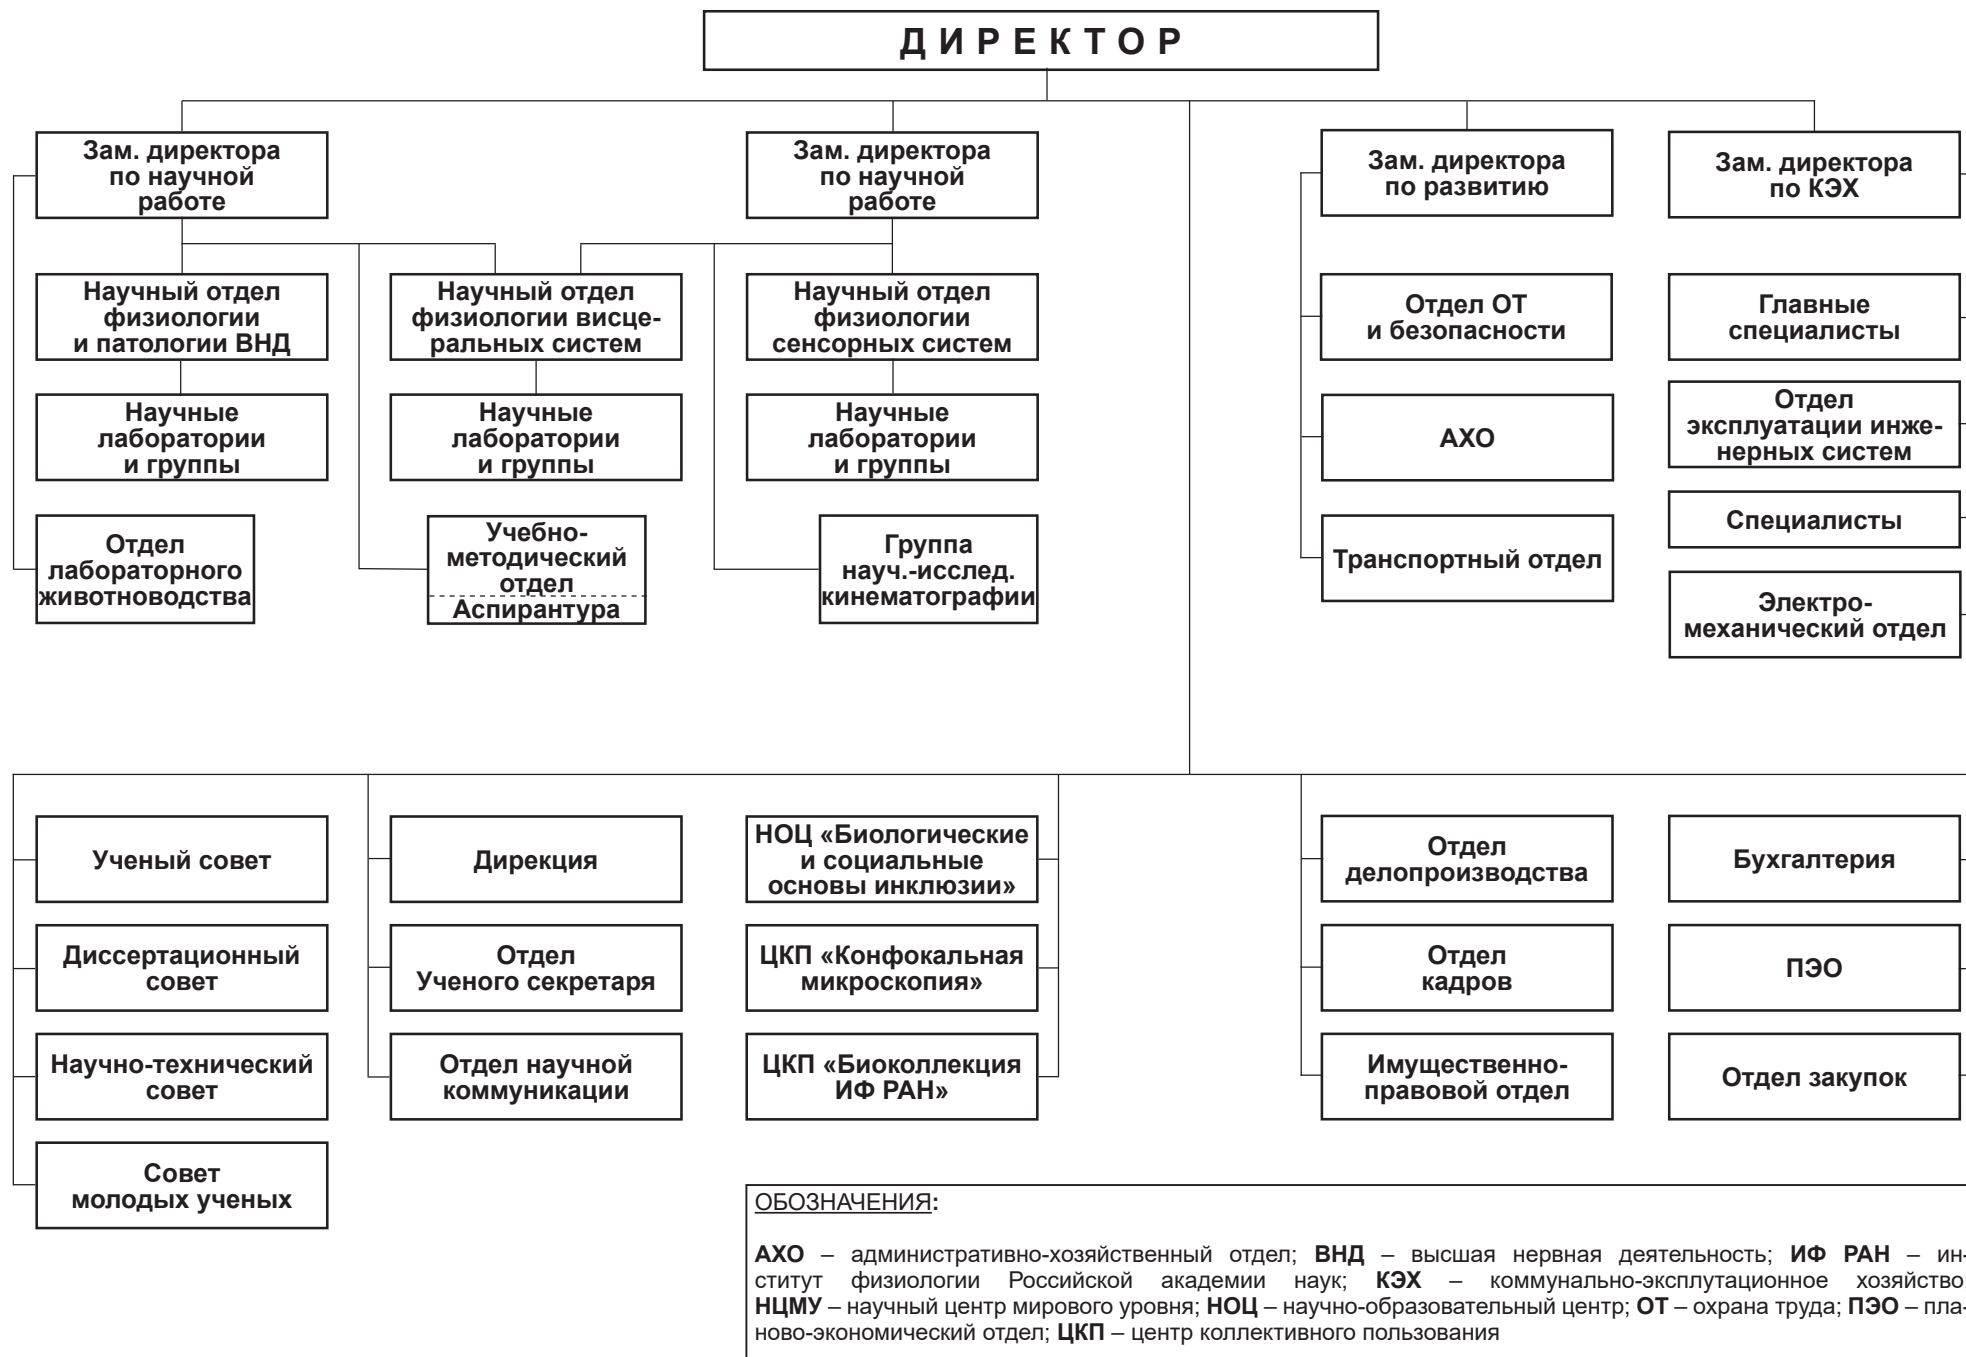 ДИРЕКТОР
Зам. директора
по научной
работе
Зам. директора
по научной
работе
Зам. директора
по развитию
Зам. директора
по КЭХ
Научный отдел
физиологии
и патологии ВНД
Научный отдел
физиологии висце-
ральных систем
Научный отдел
физиологии
сенсорных систем
Отдел ОТ
и безопасности
Главные
специалисты
Научные
лаборатории
и группы
Научные
лаборатории
и группы
Научные
лаборатории
и группы
АХО
Отдел
эксплуатации инже-
нерных систем
Отдел
лабораторного
животноводства
Учебно-
методический
отдел
Аспирантура
Группа
науч.-исслед.
кинематографии
Транспортный отдел
Специалисты
Электро-
механический отдел
Ученый совет
Дирекция
НОЦ «Биологические
и социальные
основы инклюзии»
Отдел
делопроизводства
Бухгалтерия
Диссертационный
совет
Отдел
Ученого секретаря
ЦКП «Конфокальная
микроскопия»
Отдел
кадров
ПЭО
Научно-технический
совет
Отдел научной
коммуникации
ЦКП «Биоколлекция
ИФ РАН»
Имущественно-
правовой отдел
Отдел закупок
Совет
молодых ученых
ОБОЗНАЧЕНИЯ:
АХО – административно-хозяйственный отдел; ВНД – высшая нервная деятельность; ИФ РАН – ин-
ститут физиологии Российской академии наук; КЭХ – коммунально-эксплутационное хозяйство;
НЦМУ – научный центр мирового уровня; НОЦ – научно-образовательный центр; ОТ – охрана труда; ПЭО – пла-
ново-экономический отдел; ЦКП – центр коллективного пользования